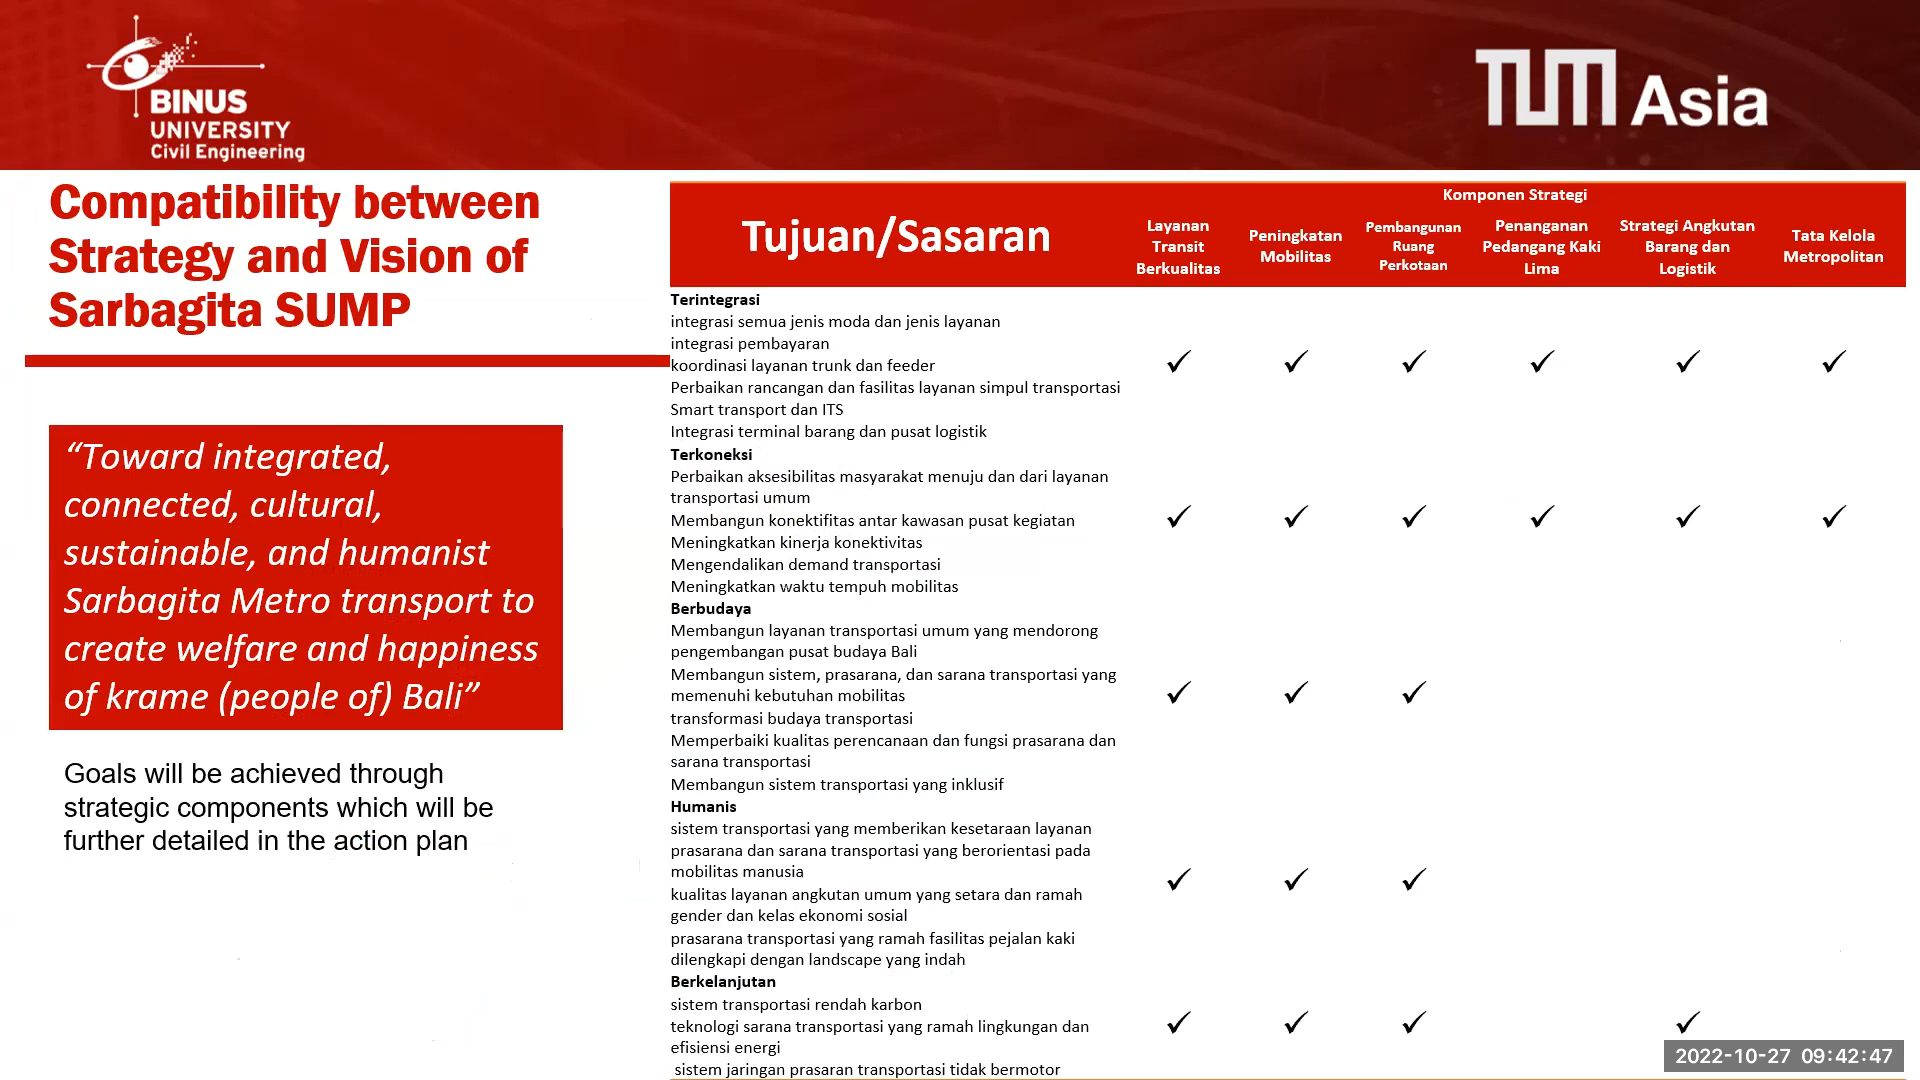 BINUS
UNIVERSITY
Civil Engineering
TUM Asia
Compatibility between
Strategy and Vision of
Sarbagita SUMP
“Toward integrated,
connected, cultural,
sustainable, and humanist
Sarbagita Metro transport to
create welfare and happiness
of krame (people of) Bali”
Goals will be achieved through
strategic components which will be
further detailed in the action plan
Tujuan/Sasaran
Komponen Strategi
Layanan
Transit
Berkualitas
Peningkatan
Mobilitas
Pembangunan
Ruang
Perkotaan
Penanganan
Pedangang Kaki
Lima
Strategi Angkutan
Barang dan
Logistik
Tata Kelola
Metropolitan
Terintegrasi
integrasi semua jenis moda dan jenis layanan
integrasi pembayaran
koordinasi layanan trunk dan feeder
✓ ✓ ✓ ✓ ✓ ✓
Perbaikan rancangan dan fasilitas layanan simpul transportasi
Smart transport dan ITS
Integrasi terminal barang dan pusat logistik
Terkoneksi
Perbaikan aksesibilitas masyarakat menuju dan dari layanan
transportasi umum
Membangun konektifitas antar kawasan pusat kegiatan
✓ ✓ ✓ ✓ ✓ ✓
Meningkatkan kinerja konektivitas
Mengendalikan demand transportasi
Meningkatkan waktu tempuh mobilitas
Berbudaya
Membangun layanan transportasi umum yang mendorong
pengembangan pusat budaya Bali
Membangun sistem, prasarana, dan sarana transportasi yang
memenuhi kebutuhan mobilitas
✓ ✓ ✓
transformasi budaya transportasi
Memperbaiki kualitas perencanaan dan fungsi prasarana dan
sarana transportasi
Membangun sistem transportasi yang inklusif
Humanis
sistem transportasi yang memberikan kesetaraan layanan
prasarana dan sarana transportasi yang berorientasi pada
mobilitas manusia
✓ ✓ ✓
kualitas layanan angkutan umum yang setara dan ramah
gender dan kelas ekonomi sosial
prasarana transportasi yang ramah fasilitas pejalan kaki
dilengkapi dengan landscape yang indah
Berkelanjutan
sistem transportasi rendah karbon
teknologi sarana transportasi yang ramah lingkungan dan
✓ ✓ ✓ ✓
efisiensi energi
sistem jaringan prasaran transportasi tidak bermotor
2022-10-27 09:42:47